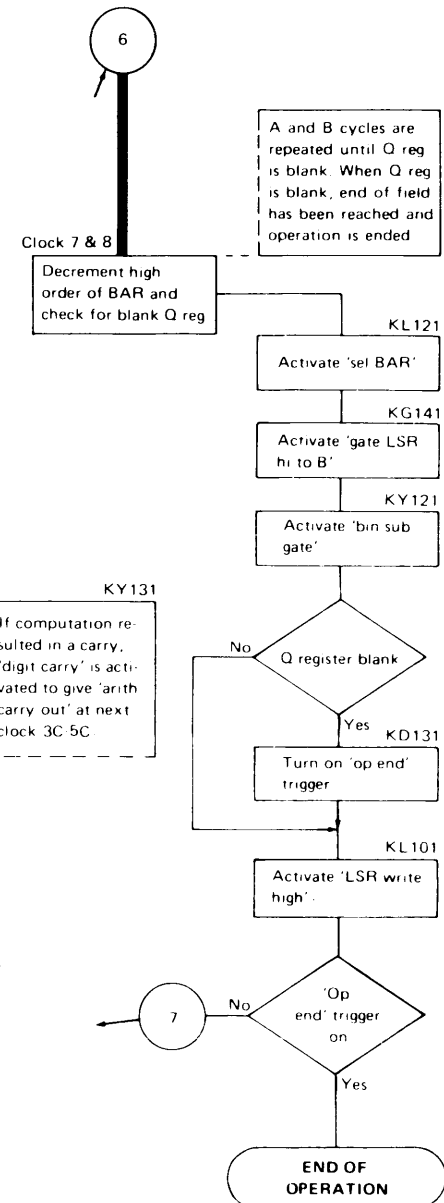 6
A and B cycles are
repeated until Q reg
is blank. When Q reg
is blank, end of field
has been reached and
operation is ended
Clock 7 & 8
Decrement high
order of BAR and
check for blank Q reg
KL121
Activate 'sel BAR'
KG141
Activate 'gate LSR
hi to B'
KY121
Activate 'bin sub
gate'
KY131
If computation re-
sulted in a carry,
'digit carry' is acti-
vated to give 'arith
carry out' at next
clock 3C-5C
No
Q register blank
Yes
KD131
Turn on 'op end'
trigger
KL101
Activate 'LSR write
high'.
7
No
'Op
end' trigger
on
Yes
END OF
OPERATION